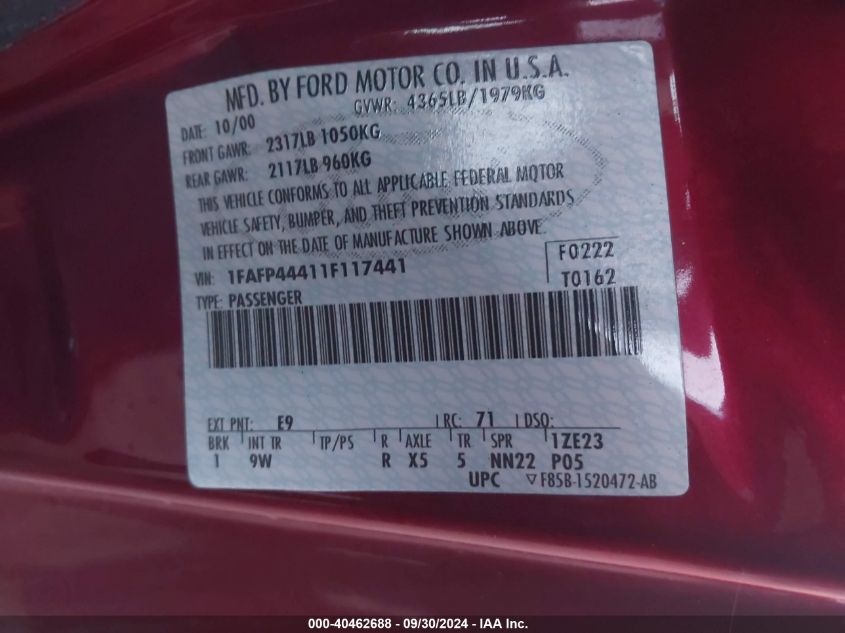 MFD. BY FORD MOTOR CO. IN U.S.A.
DATE: 10/00 GVWR: 4365LB/1979KG
FRONT GAWR: 2317LB 1050KG
REAR GAWR: 2117LB 960KG
THIS VEHICLE CONFORMS TO ALL APPLICABLE FEDERAL MOTOR
VEHICLE SAFETY, BUMPER, AND THEFT PREVENTION STANDARDS
IN EFFECT ON THE DATE OF MANUFACTURE SHOWN ABOVE.
VIN: 1FAFP44411F117441 F0222
TYPE: PASSENGER T0162
EXT PNT: E9 RC: 71 DSO:
BRK INT TR TP/PS R AXLE TR SPR 1ZE23
1 9W R X5 5 NN22 P05
UPC ▽F85B-1520472-AB
000-40462688 - 09/30/2024 - IAA Inc.